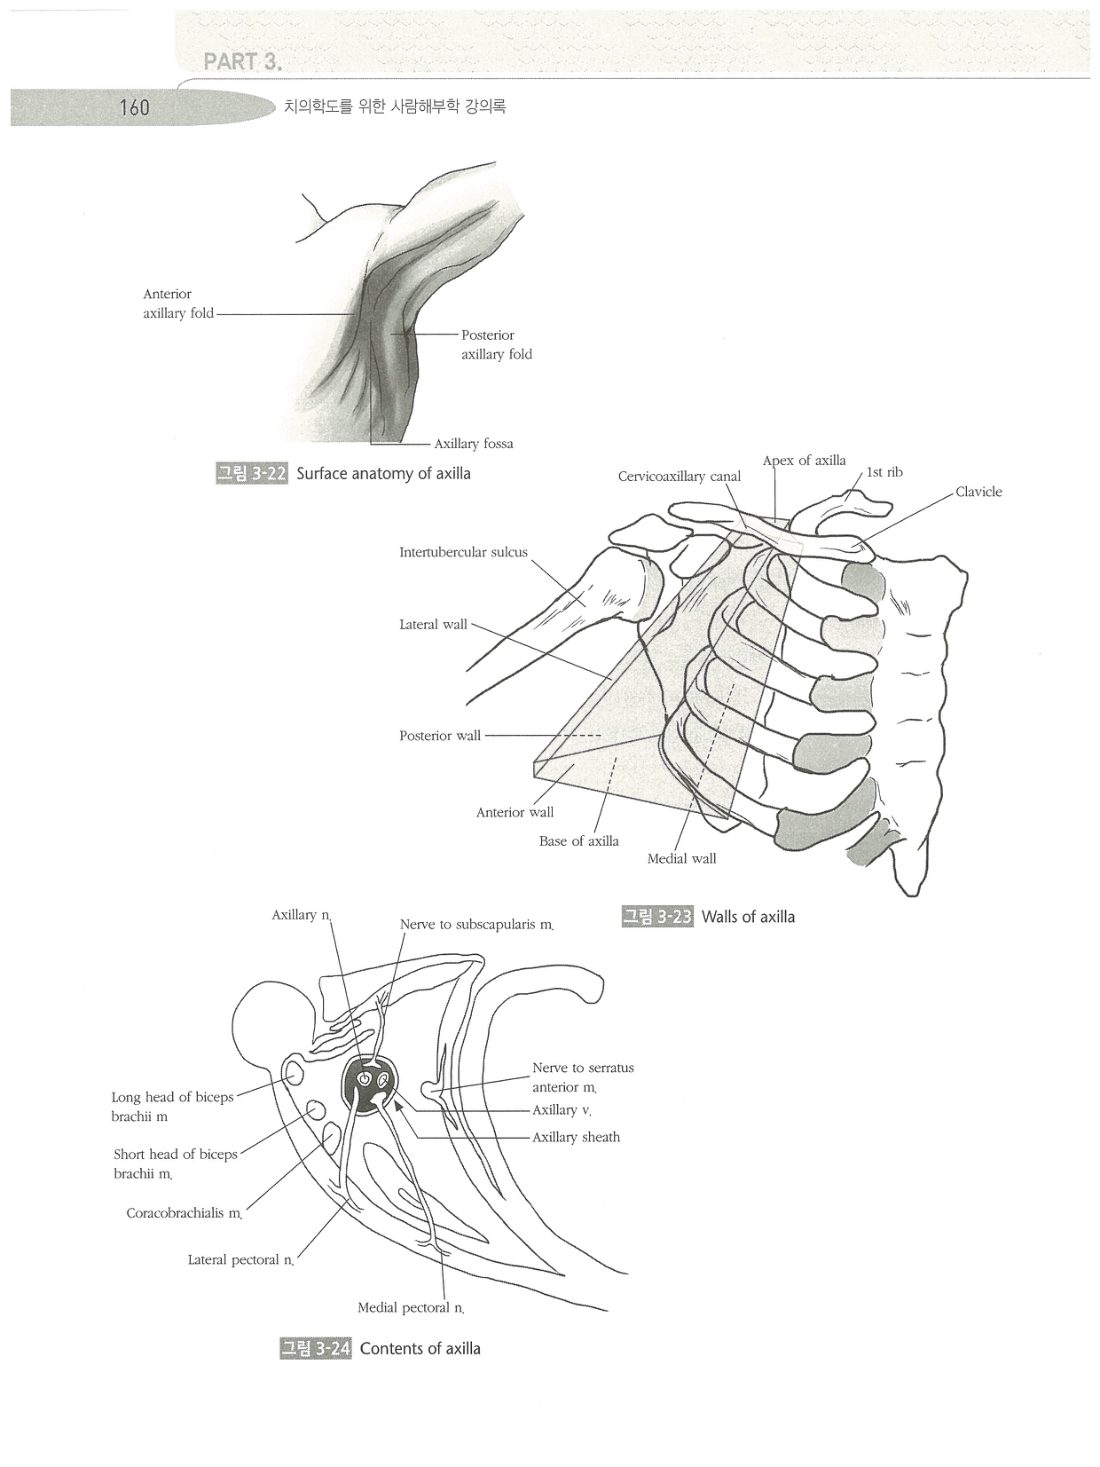 PART 3.
160
치의학도를 위한 사람해부학 강의록
Anterior
axillary fold
Posterior
axillary fold
Axillary fossa
그림 3-22 Surface anatomy of axilla
Apex of axilla
Cervicoaxillary canal
1st rib
Clavicle
Intertubercular sulcus
Lateral wall
Posterior wall
Anterior wall
Base of axilla
Medial wall
그림 3-23 Walls of axilla
Axillary n.
Nerve to subscapularis m.
Nerve to serratus
anterior m.
Axillary v.
Axillary sheath
Long head of biceps
brachii m
Short head of biceps
brachii m.
Coracobrachialis m.
Lateral pectoral n.
Medial pectoral n.
그림 3-24 Contents of axilla